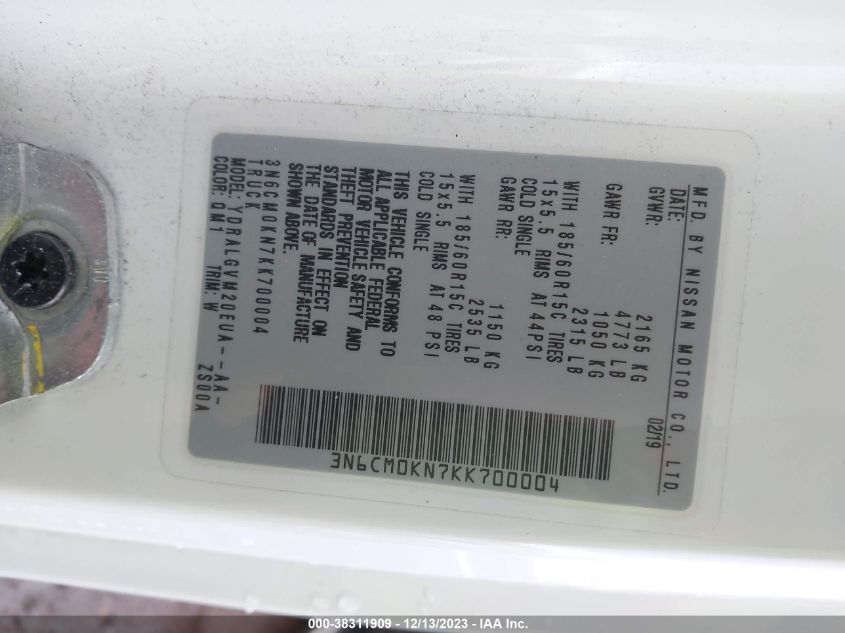 MFD. BY NISSAN MOTOR CO., LTD.
DATE: 02/19
GVWR: 2165 KG
4773 LB
GAWR FR: 1050 KG
2315 LB
WITH 185/60R15C TIRES
15x5.5 RIMS AT 44PSI
COLD SINGLE
GAWR RR: 1150 KG
2535 LB
WITH 185/60R15C TIRES
15x5.5 RIMS AT 48 PSI
COLD SINGLE
THIS VEHICLE CONFORMS TO
ALL APPLICABLE FEDERAL
MOTOR VEHICLE SAFETY AND
THEFT PREVENTION
STANDARDS IN EFFECT ON
THE DATE OF MANUFACTURE
SHOWN ABOVE.
3N6CM0KN7KK700004
TRUCK
MODEL: YDRALGVM20EUA--AA-
COLOR: QM1 TRIM: W ZS00A
3N6CM0KN7KK700004
000-38311909 - 12/13/2023 - IAA Inc.